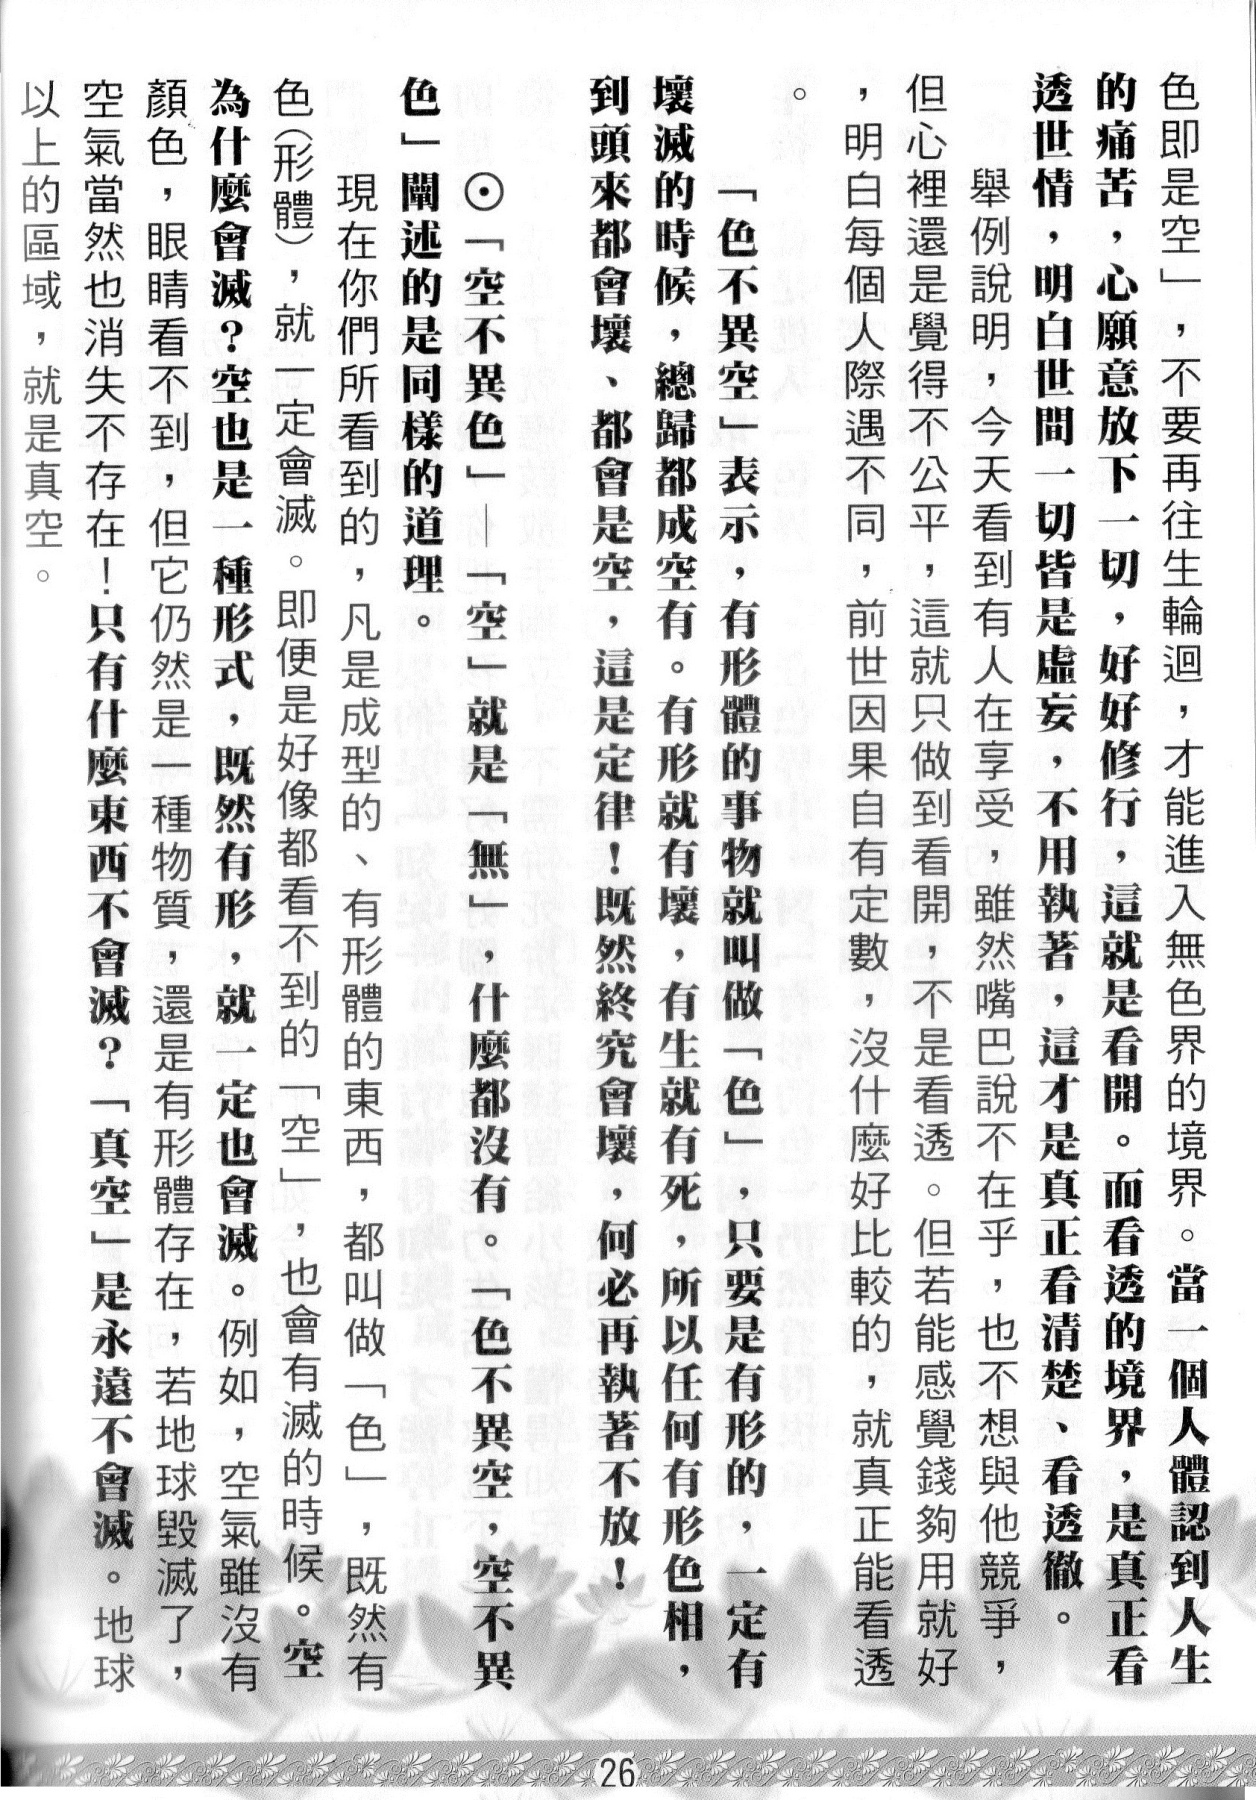 色即是空」，不要再往生輪迴，才能進入無色界的境界。當一個人體認到人生
的痛苦，心願意放下一切，好好修行，這就是看開。而看透的境界，是真正看
透世情，明白世間一切皆是虛妄，不用執著，這才是真正看清楚、看透徹。
舉例說明，今天看到有人在享受，雖然嘴巴說不在乎，也不想與他競爭，
但心裡還是覺得不公平，這就只做到看開，不是看透。但若能感覺錢夠用就好
，明白每個人際遇不同，前世因果自有定數，沒什麼好比較的，就真正能看透
。
「色不異空」表示，有形體的事物就叫做「色」，只要是有形的，一定有
壞滅的時候，總歸都成空有。有形就有壞，有生就有死，所以任何有形色相，
到頭來都會壞、都會是空，這是定律！既然終究會壞，何必再執著不放！
⊙「空不異色」—「空」就是「無」，什麼都沒有。「色不異空，空不異
色」闡述的是同樣的道理。
現在你們所看到的，凡是成型的、有形體的東西，都叫做「色」，既然有
色（形體），就一定會滅。即便是好像都看不到的「空」，也會有滅的時候。空
為什麼會滅？空也是一種形式，既然有形，就一定也會滅。例如，空氣雖沒有
顏色，眼睛看不到，但它仍然是一種物質，還是有形體存在，若地球毀滅了，
空氣當然也消失不存在！只有什麼東西不會滅？「真空」是永遠不會滅。地球
以上的區域，就是真空。
26